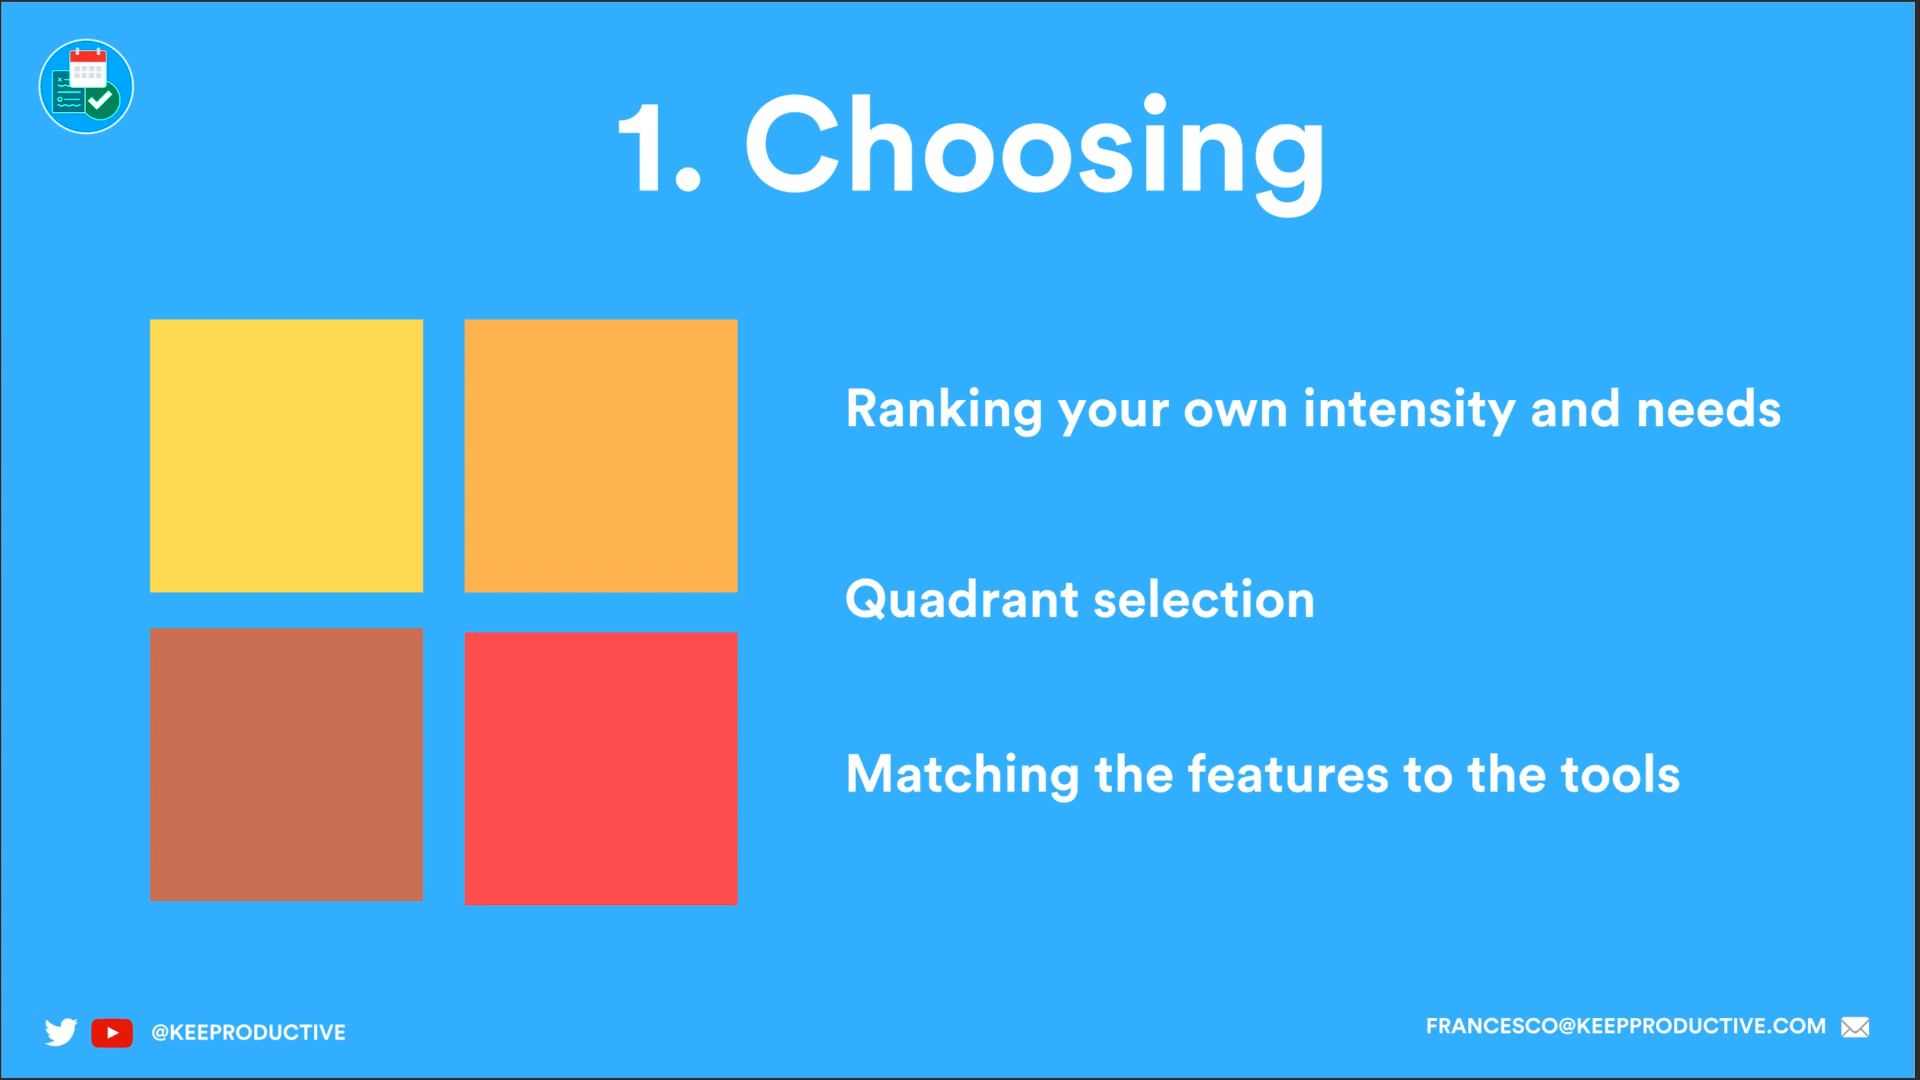 1. Choosing
Ranking your own intensity and needs
Quadrant selection
Matching the features to the tools
@KEEPRODUCTIVE
FRANCESCO@KEEPPRODUCTIVE.COM